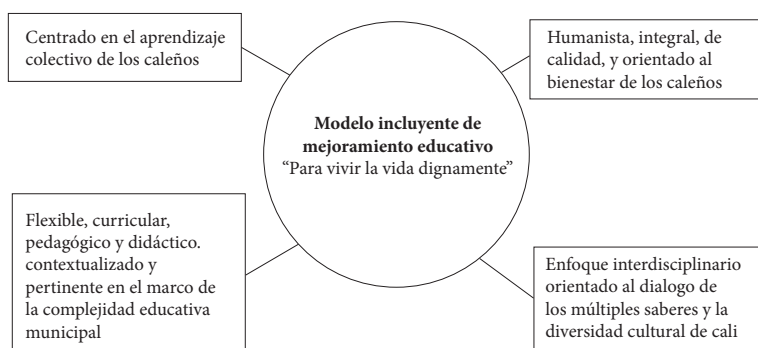 Centrado en el aprendizaje
colectivo de los caleños
Humanista, integral, de
calidad, y orientado al
bienestar de los caleños
Modelo incluyente de
mejoramiento educativo
“Para vivir la vida dignamente”
Flexible, curricular,
pedagógico y didáctico.
contextualizado y
pertinente en el marco de
la complejidad educativa
municipal
Enfoque interdisciplinario
orientado al dialogo de
los múltiples saberes y la
diversidad cultural de cali